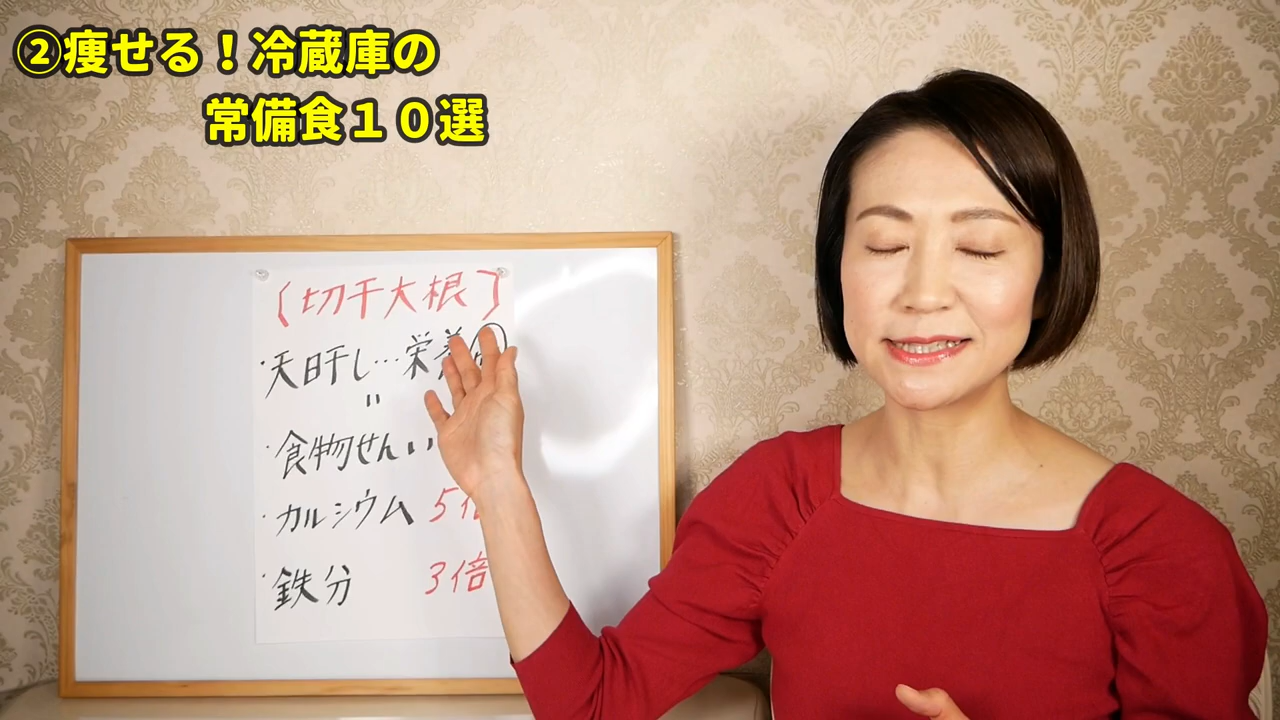 ②痩せる！冷蔵庫の
常備食１０選
〔切干大根〕
・天日干し…栄養
〃
・食物せんい
・カルシウム 5倍
・鉄分 3倍